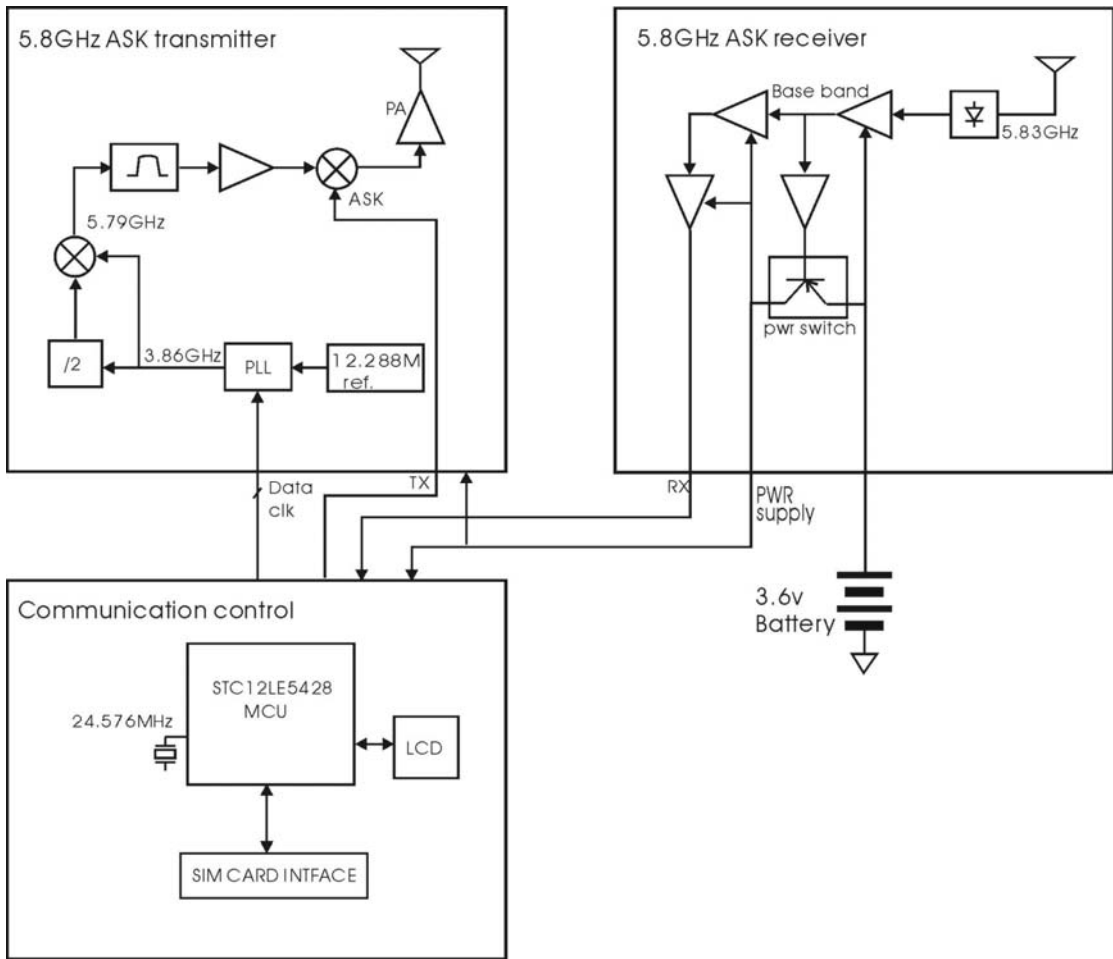 5.8GHz ASK transmitter
PA
ASK
5.79GHz
/2
3.86GHz
PLL
12.288M
ref.
TX
Data
clk
5.8GHz ASK receiver
Base band
5.83GHz
pwr switch
RX
PWR
supply
3.6v
Battery
Communication control
STC12LE5428
MCU
24.576MHz
LCD
SIM CARD INTFACE